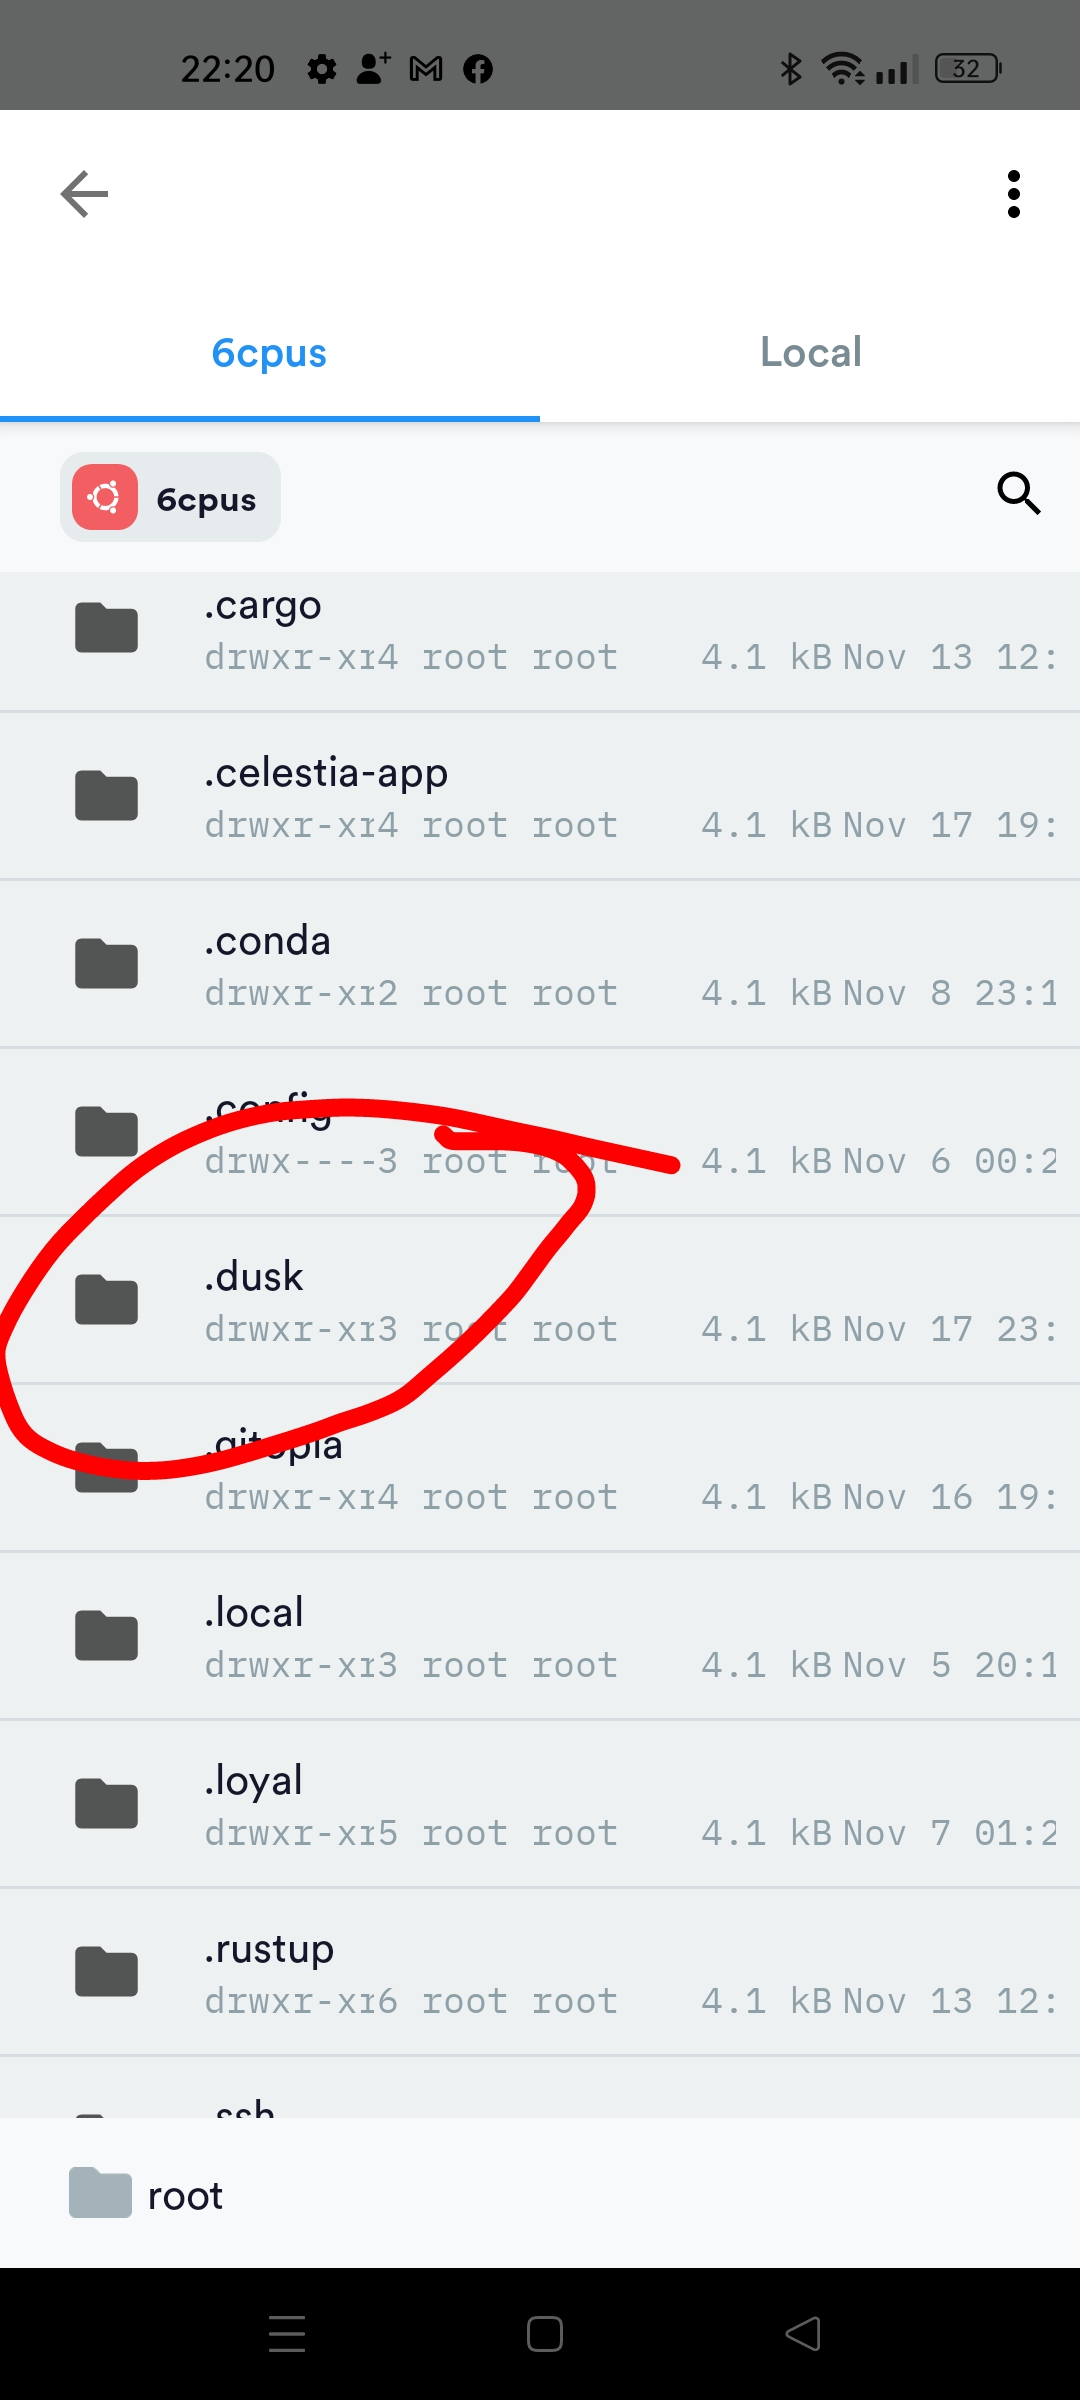 22:20
32
6cpus Local
6cpus
.cargo
drwxr-xr4 root root 4.1 kB Nov 13 12:
.celestia-app
drwxr-xr4 root root 4.1 kB Nov 17 19:
.conda
drwxr-xr2 root root 4.1 kB Nov 8 23:1
.config
drwx----3 root root 4.1 kB Nov 6 00:2
.dusk
drwxr-xr3 root root 4.1 kB Nov 17 23:
.gitopia
drwxr-xr4 root root 4.1 kB Nov 16 19:
.local
drwxr-xr3 root root 4.1 kB Nov 5 20:1
.loyal
drwxr-xr5 root root 4.1 kB Nov 7 01:2
.rustup
drwxr-xr6 root root 4.1 kB Nov 13 12:
.ssh
root